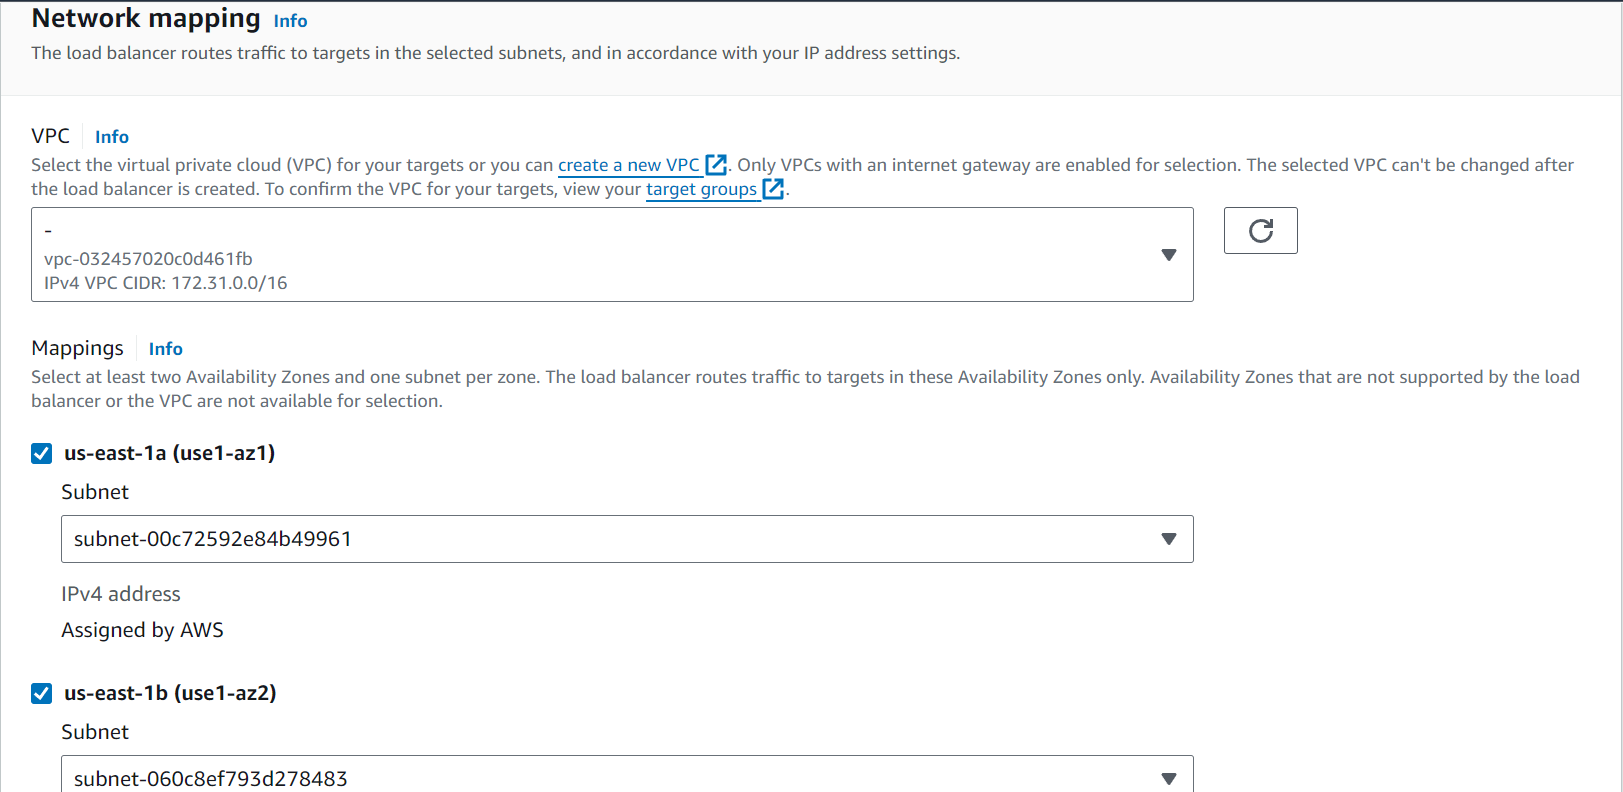 Network mapping Info
The load balancer routes traffic to targets in the selected subnets, and in accordance with your IP address settings.
VPC Info
Select the virtual private cloud (VPC) for your targets or you can create a new VPC. Only VPCs with an internet gateway are enabled for selection. The selected VPC can't be changed after
the load balancer is created. To confirm the VPC for your targets, view your target groups.
-
vpc-032457020c0d461fb
IPv4 VPC CIDR: 172.31.0.0/16
Mappings Info
Select at least two Availability Zones and one subnet per zone. The load balancer routes traffic to targets in these Availability Zones only. Availability Zones that are not supported by the load
balancer or the VPC are not available for selection.
us-east-1a (use1-az1)
Subnet
subnet-00c72592e84b49961
IPv4 address
Assigned by AWS
us-east-1b (use1-az2)
Subnet
subnet-060c8ef793d278483